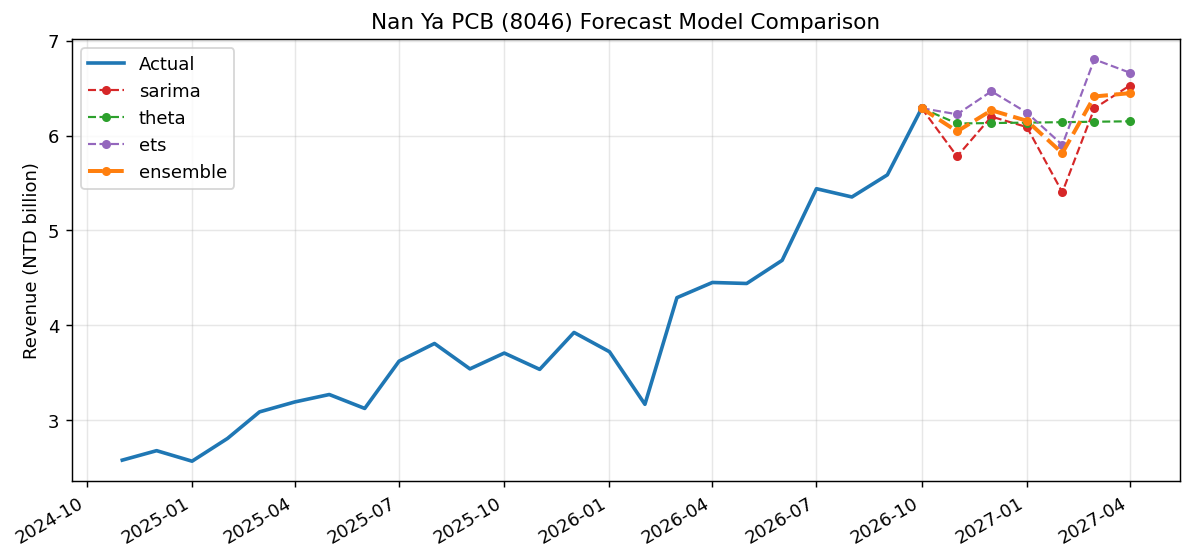 Nan Ya PCB (8046) Forecast Model Comparison
Revenue (NTD billion)
7
6
5
4
3
Actual
sarima
theta
ets
ensemble
2024-10
2025-01
2025-04
2025-07
2025-10
2026-01
2026-04
2026-07
2026-10
2027-01
2027-04